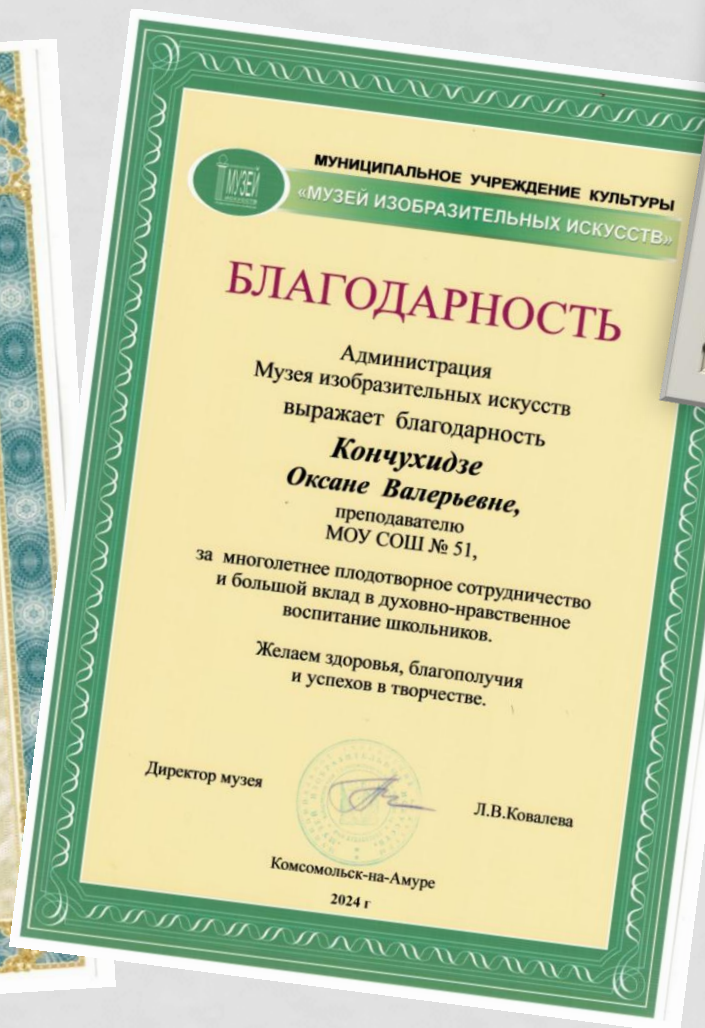 МУЗЕЙ
ИСКУССТВ
МУНИЦИПАЛЬНОЕ УЧРЕЖДЕНИЕ КУЛЬТУРЫ
«МУЗЕЙ ИЗОБРАЗИТЕЛЬНЫХ ИСКУССТВ»
БЛАГОДАРНОСТЬ
Администрация
Музея изобразительных искусств
выражает благодарность
Кончухидзе
Оксане Валерьевне,
преподавателю
МОУ СОШ № 51,
за многолетнее плодотворное сотрудничество
и большой вклад в духовно-нравственное
воспитание школьников.
Желаем здоровья, благополучия
и успехов в творчестве.
Директор музея
Л.В.Ковалева
Комсомольск-на-Амуре
2024 г